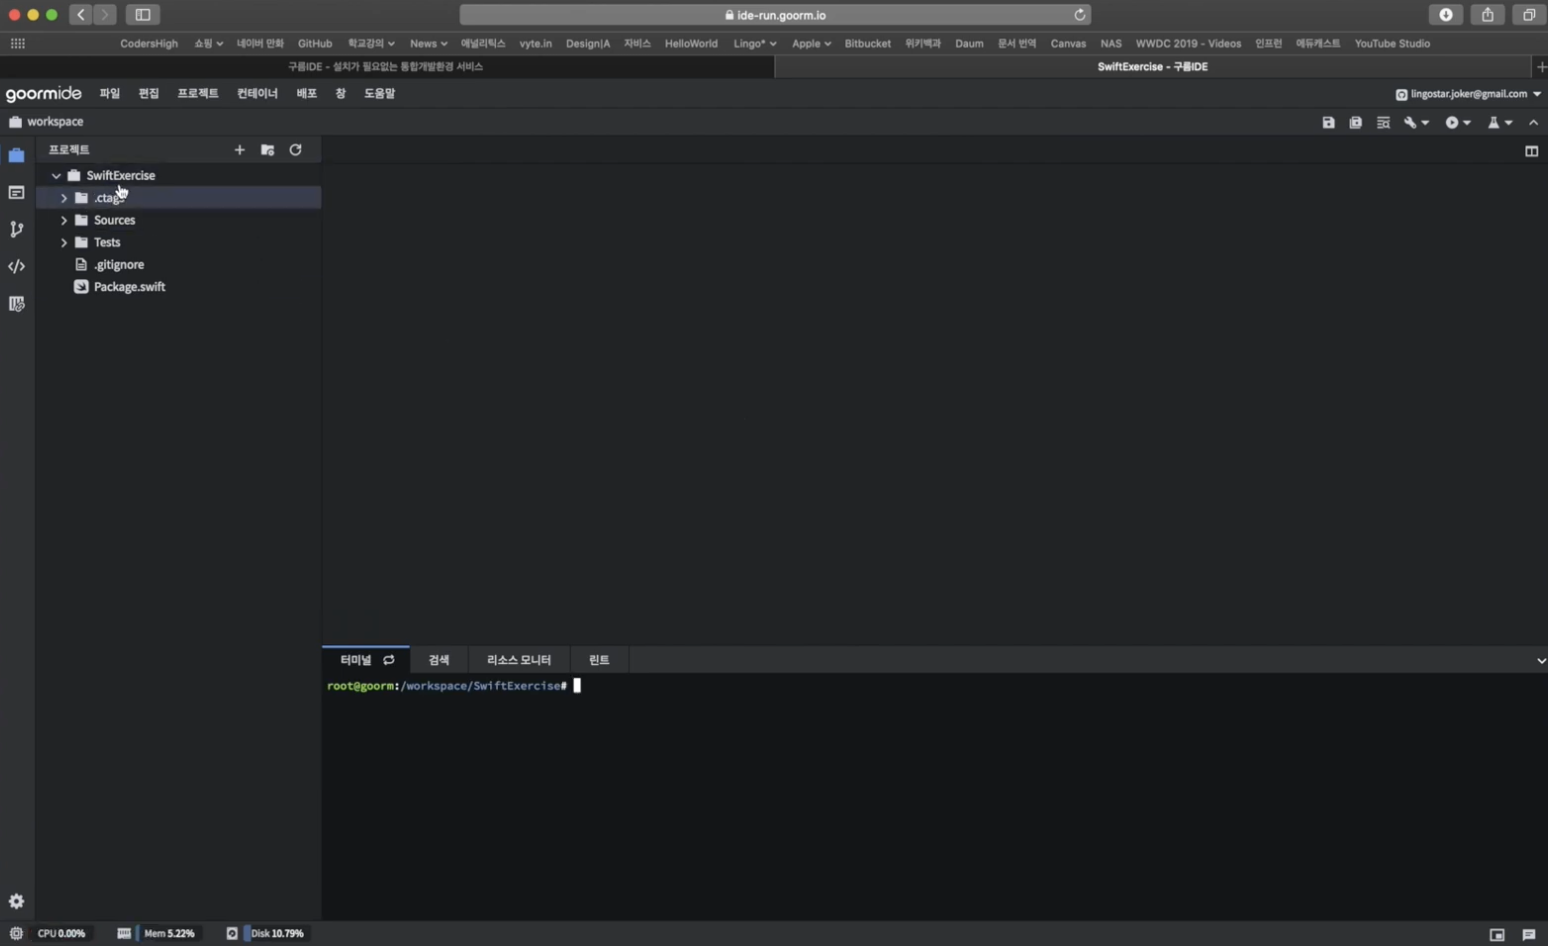 ide-run.goorm.io
CodersHigh 쇼핑 네이버 만화 GitHub 학교강의 News 애널리틱스 vyte.in Design|A 자비스 HelloWorld Lingo* Apple Bitbucket 위키백과 Daum 문서 번역 Canvas NAS WWDC 2019 - Videos 인프런 에듀캐스트 YouTube Studio
구름IDE - 설치가 필요없는 통합개발환경 서비스 SwiftExercise - 구름IDE
goormide 파일 편집 프로젝트 컨테이너 배포 창 도움말 lingostar.joker@gmail.com
workspace
프로젝트
SwiftExercise
.ctags
Sources
Tests
.gitignore
Package.swift
터미널 검색 리소스 모니터 린트
root@goorm:/workspace/SwiftExercise#
CPU 0.00% Mem 5.22% Disk 10.79%